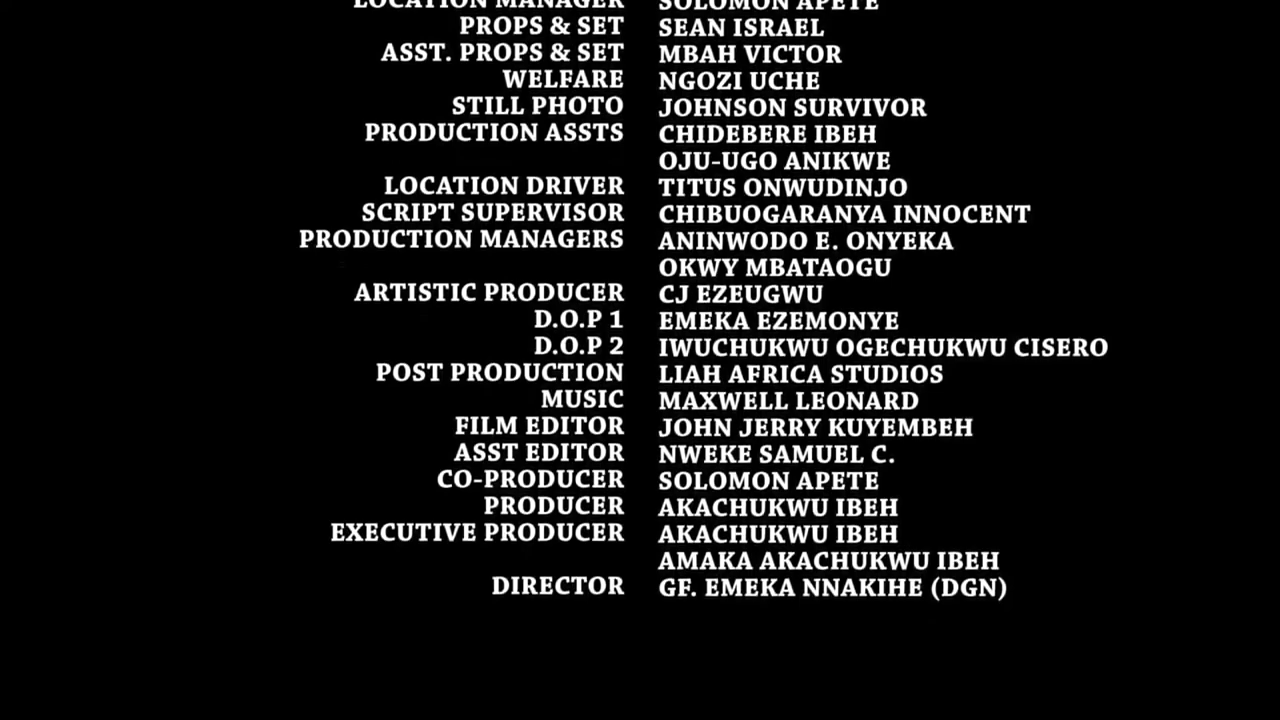 LOCATION MANAGER SOLOMON APETE
PROPS & SET SEAN ISRAEL
ASST. PROPS & SET MBAH VICTOR
WELFARE NGOZI UCHE
STILL PHOTO JOHNSON SURVIVOR
PRODUCTION ASSTS CHIDEBERE IBEH
OJU-UGO ANIKWE
LOCATION DRIVER TITUS ONWUDINJO
SCRIPT SUPERVISOR CHIBUOGARANYA INNOCENT
PRODUCTION MANAGERS ANINWODO E. ONYEKA
OKWY MBATAOGU
ARTISTIC PRODUCER CJ EZEUGWU
D.O.P 1 EMEKA EZEMONYE
D.O.P 2 IWUCHUKWU OGECHUKWU CISERO
POST PRODUCTION LIAH AFRICA STUDIOS
MUSIC MAXWELL LEONARD
FILM EDITOR JOHN JERRY KUYEMBEH
ASST EDITOR NWEKE SAMUEL C.
CO-PRODUCER SOLOMON APETE
PRODUCER AKACHUKWU IBEH
EXECUTIVE PRODUCER AKACHUKWU IBEH
AMAKA AKACHUKWU IBEH
DIRECTOR GF. EMEKA NNAKIHE (DGN)